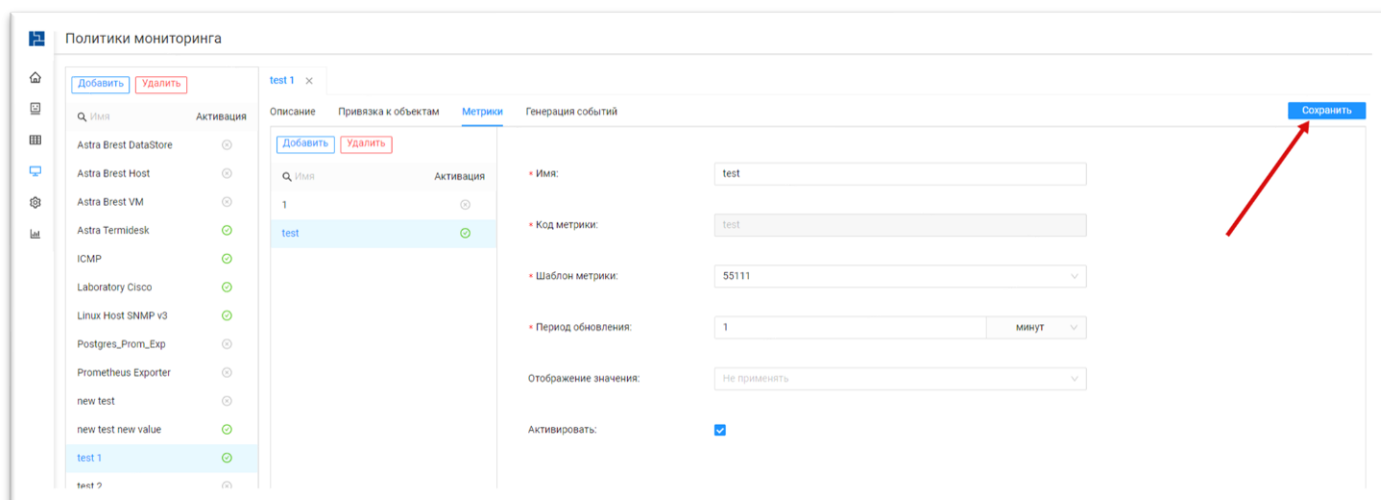 Политики мониторинга
Добавить Удалить
Имя Активация
Astra Brest DataStore
Astra Brest Host
Astra Brest VM
Astra Termidesk
ICMP
Laboratory Cisco
Linux Host SNMP v3
Postgres_Prom_Exp
Prometheus Exporter
new test
new test new value
test 1
test 2
test 1
Описание Привязка к объектам Метрики Генерация событий
Сохранить
Добавить Удалить
Имя Активация
1
test
* Имя: test
* Код метрики: test
* Шаблон метрики: 55111
* Период обновления: 1 минут
Отображение значения: Не применять
Активировать: